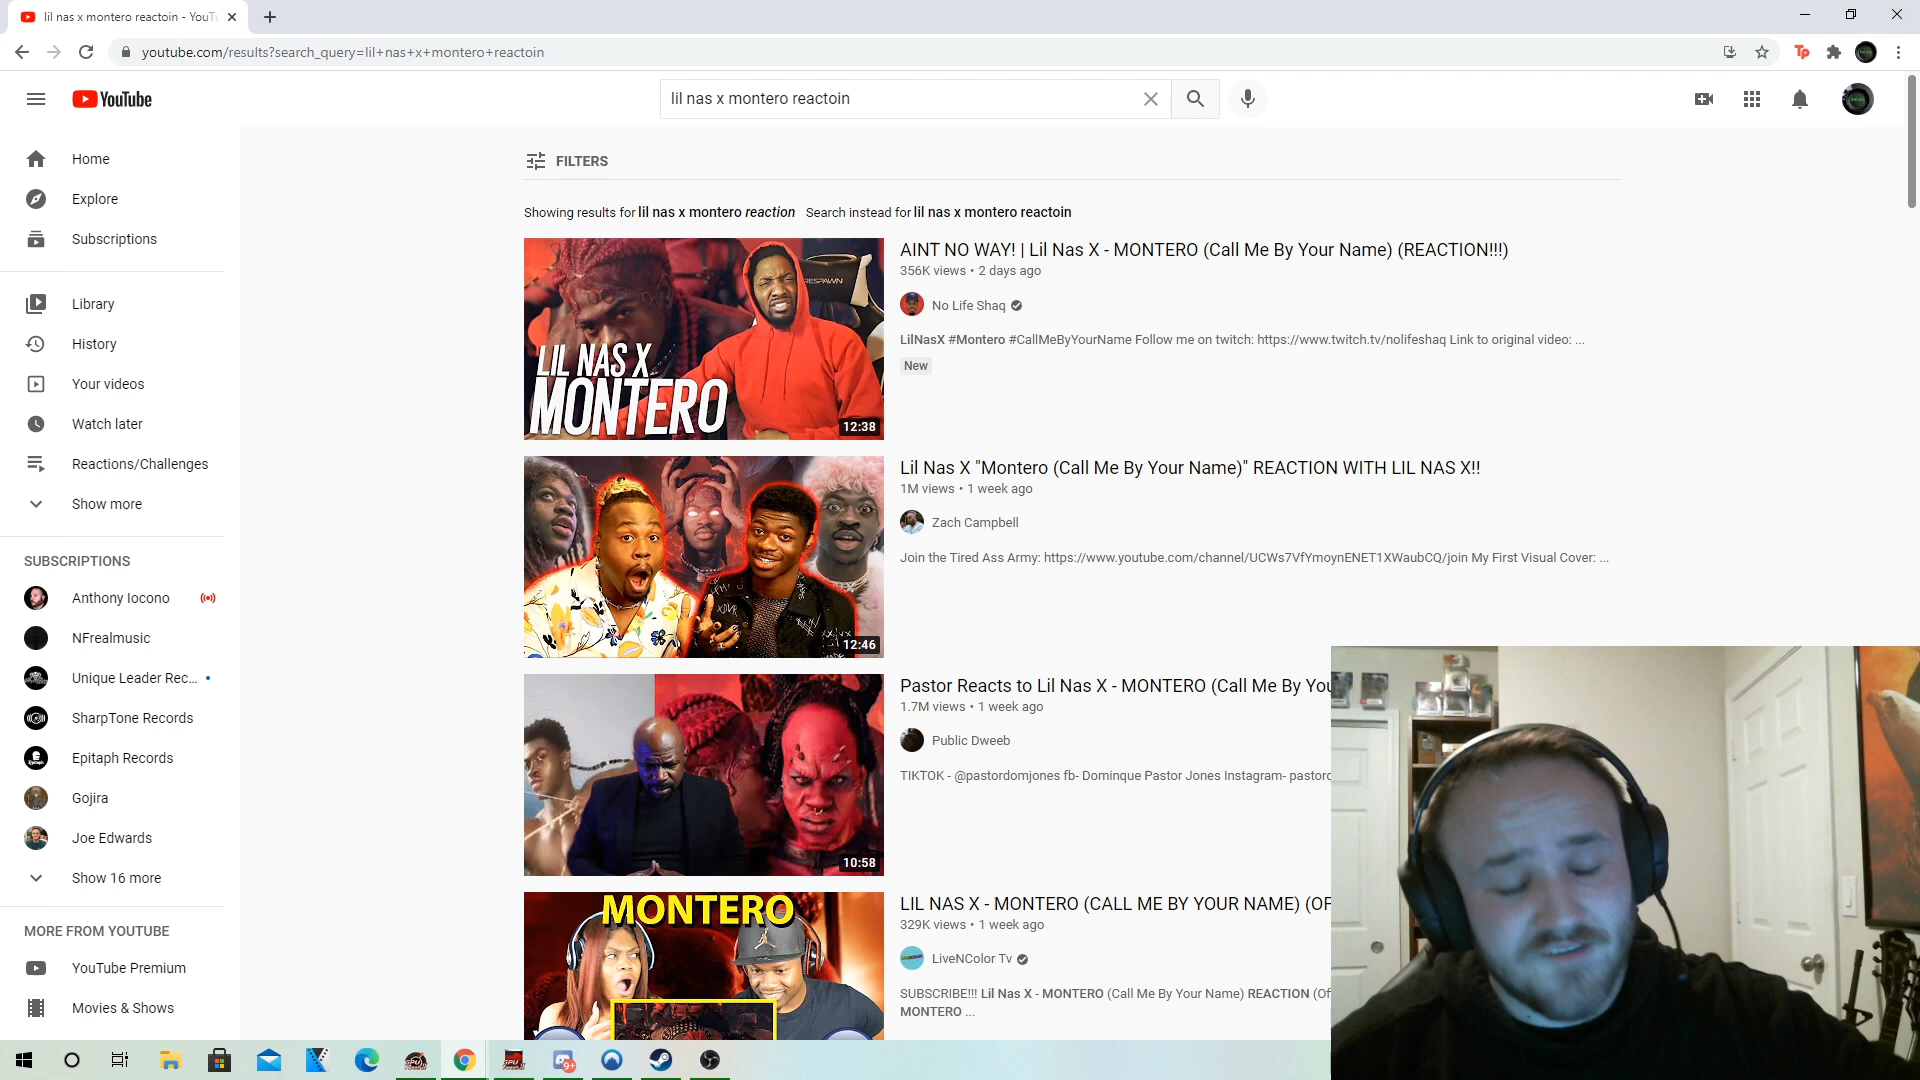 lil nas x montero reactoin - YouTu
youtube.com/results?search_query=lil+nas+x+montero+reactoin
Tp
YouTube
lil nas x montero reactoin
Home
Explore
Subscriptions
Library
History
Your videos
Watch later
Reactions/Challenges
Show more
SUBSCRIPTIONS
Anthony Iocono
NFrealmusic
Unique Leader Rec...
SharpTone Records
Epitaph Records
Gojira
Joe Edwards
Show 16 more
MORE FROM YOUTUBE
YouTube Premium
Movies & Shows
FILTERS
Showing results for lil nas x montero reaction Search instead for lil nas x montero reactoin
RESPAWN
LIL NAS X
MONTERO
12:38
AINT NO WAY! | Lil Nas X - MONTERO (Call Me By Your Name) (REACTION!!!)
356K views • 2 days ago
No Life Shaq
LilNasX #Montero #CallMeByYourName Follow me on twitch: https://www.twitch.tv/nolifeshaq Link to original video: ...
New
12:46
Lil Nas X "Montero (Call Me By Your Name)" REACTION WITH LIL NAS X!!
1M views • 1 week ago
Zach Campbell
Join the Tired Ass Army: https://www.youtube.com/channel/UCWs7VfYmoynENET1XWaubCQ/join My First Visual Cover: ...
10:58
Pastor Reacts to Lil Nas X - MONTERO (Call Me By You
1.7M views • 1 week ago
Public Dweeb
TIKTOK - @pastordomjones fb- Dominque Pastor Jones Instagram- pastord
MONTERO
LIL NAS X - MONTERO (CALL ME BY YOUR NAME) (OF
329K views • 1 week ago
LiveNColor Tv
SUBSCRIBE!!! Lil Nas X - MONTERO (Call Me By Your Name) REACTION (Of
MONTERO ...
9+